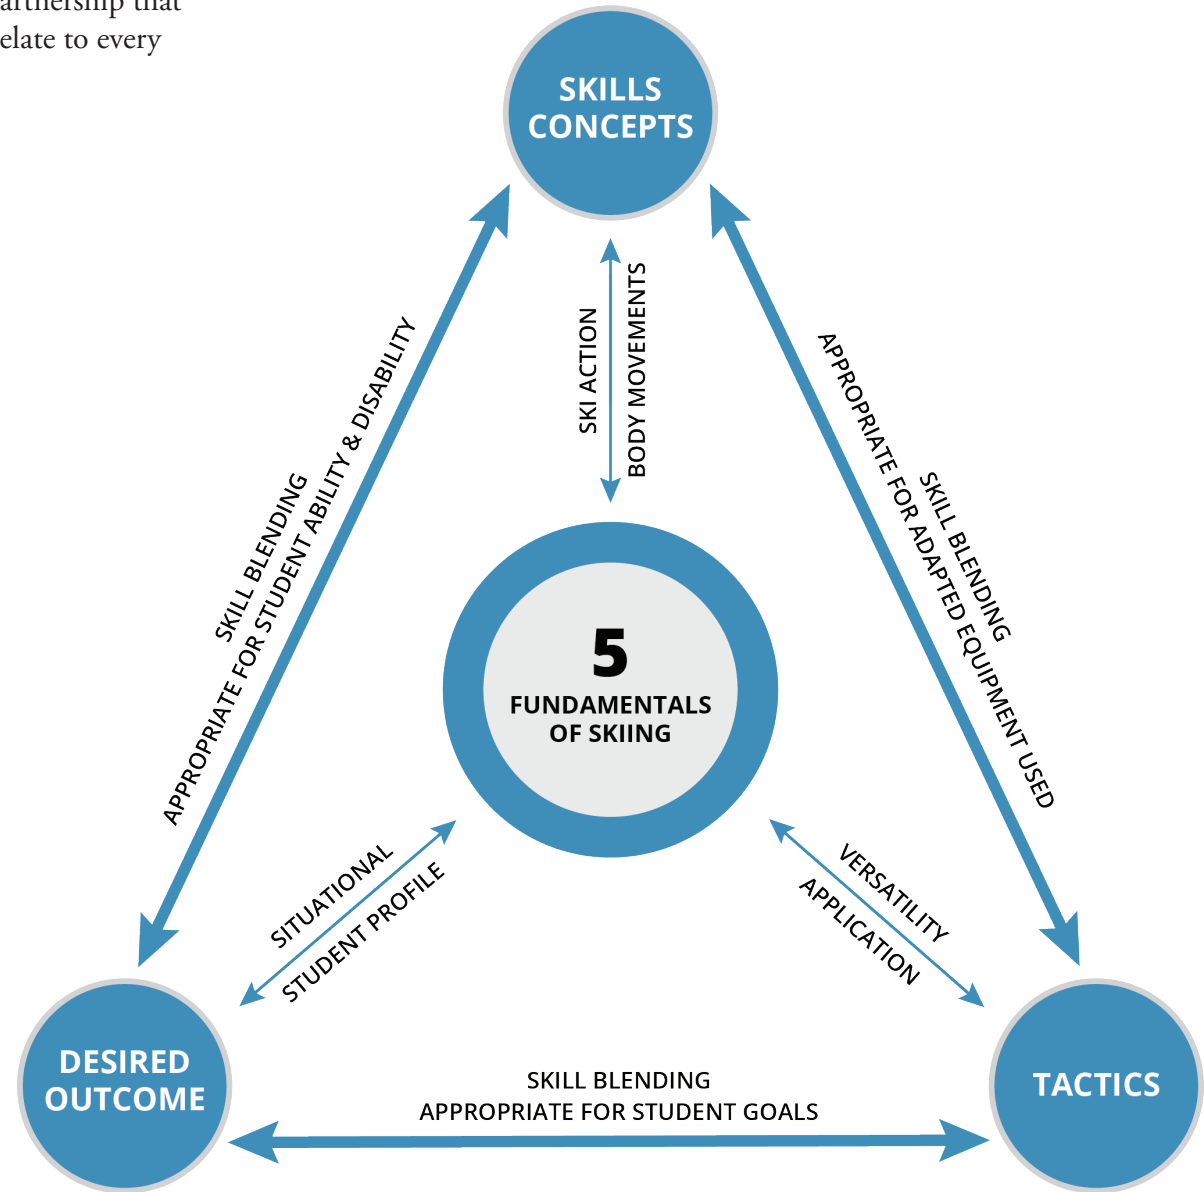 artnership that
elate to every
SKILLS
CONCEPTS
SKI ACTION
BODY MOVEMENTS
SKILL BLENDING
APPROPRIATE FOR STUDENT ABILITY & DISABILITY
SKILL BLENDING
APPROPRIATE FOR ADAPTED EQUIPMENT USED
5
FUNDAMENTALS
OF SKIING
SITUATIONAL
STUDENT PROFILE
VERSATILITY
APPLICATION
DESIRED
OUTCOME
SKILL BLENDING
APPROPRIATE FOR STUDENT GOALS
TACTICS